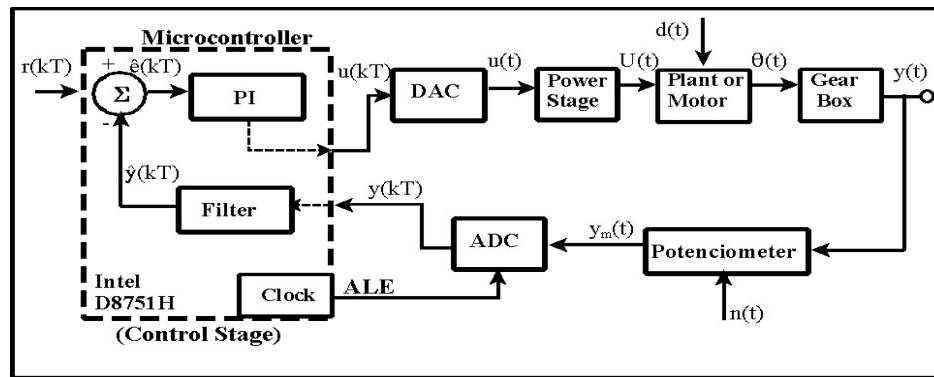 Microcontroller
d(t)
r(kT)
+
ê(kT)
u(kT)
u(t)
U(t)
θ(t)
y(t)
Σ
PI
DAC
Power
Stage
Plant or
Motor
Gear
Box
-
ŷ(kT)
y(kT)
Filter
ADC
yₘ(t)
Potenciometer
Intel
D8751H
Clock
ALE
n(t)
(Control Stage)